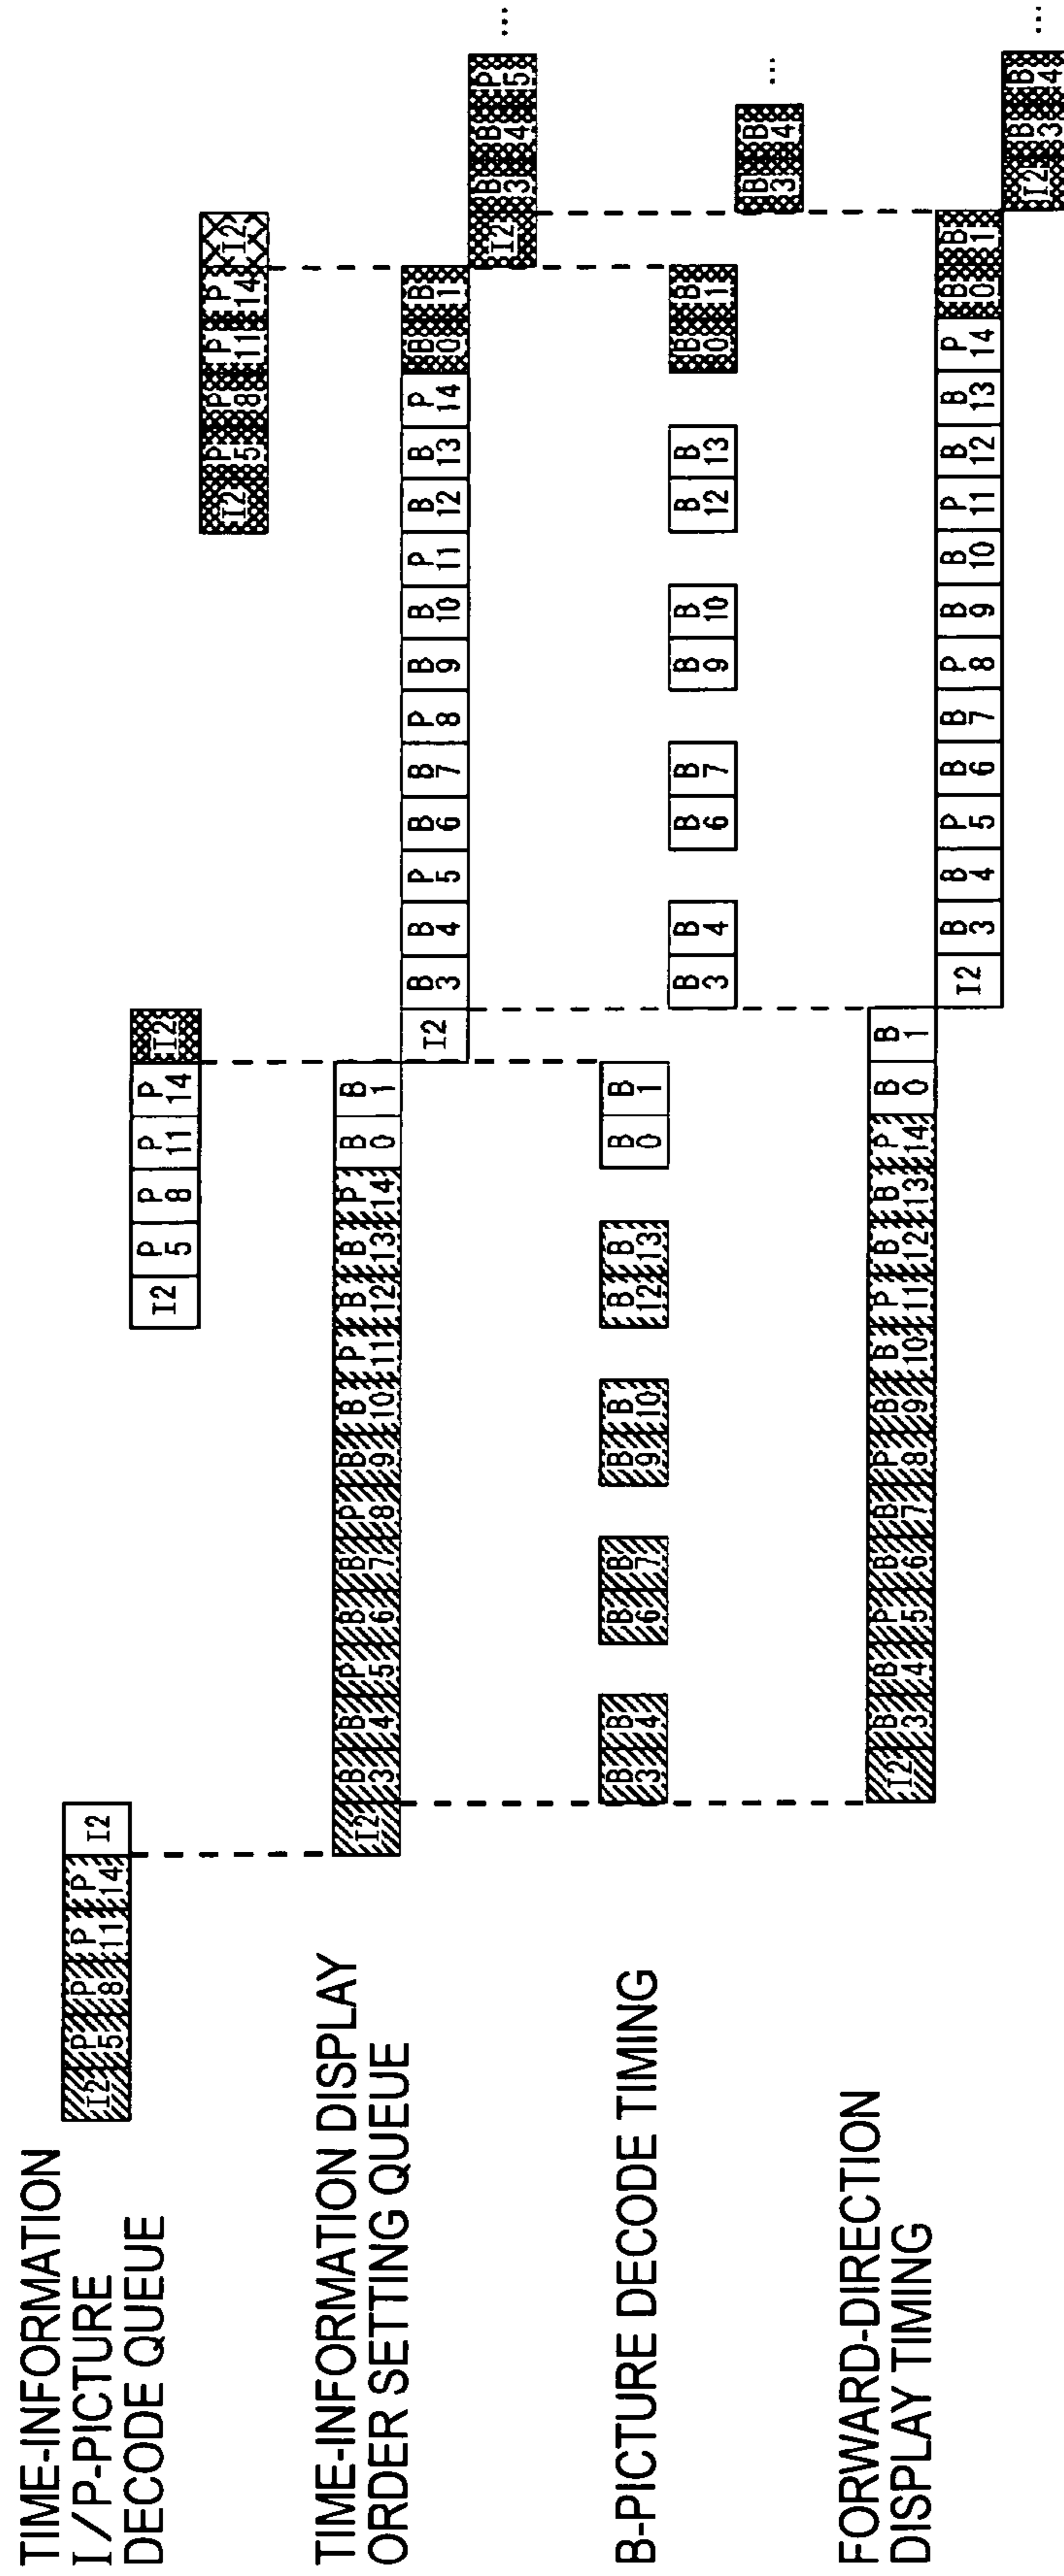 TIME-INFORMATION
I/P-PICTURE
DECODE QUEUE
I2 P5 P8 P11 P14 I2
I2 P5 P8 P11 P14 I2
I2 P5 P8 P11 P14 I2
TIME-INFORMATION DISPLAY
ORDER SETTING QUEUE
I2 B3 B4 P5 B6 B7 P8 B9 B10 P11 B12 B13 P14 B0 B1
I2 B3 B4 P5 B6 B7 P8 B9 B10 P11 B12 B13 P14 B0 B1
I2 B3 B4 P5 ...
B-PICTURE DECODE TIMING
B3 B4 B6 B7 B9 B10 B12 B13 B0 B1
B3 B4 B6 B7 B9 B10 B12 B13 B0 B1
B3 B4 ...
FORWARD-DIRECTION
DISPLAY TIMING
I2 B3 B4 P5 B6 B7 P8 B9 B10 P11 B12 B13 P14 B0 B1
I2 B3 B4 P5 B6 B7 P8 B9 B10 P11 B12 B13 P14 B0 B1
I2 B3 B4 ...